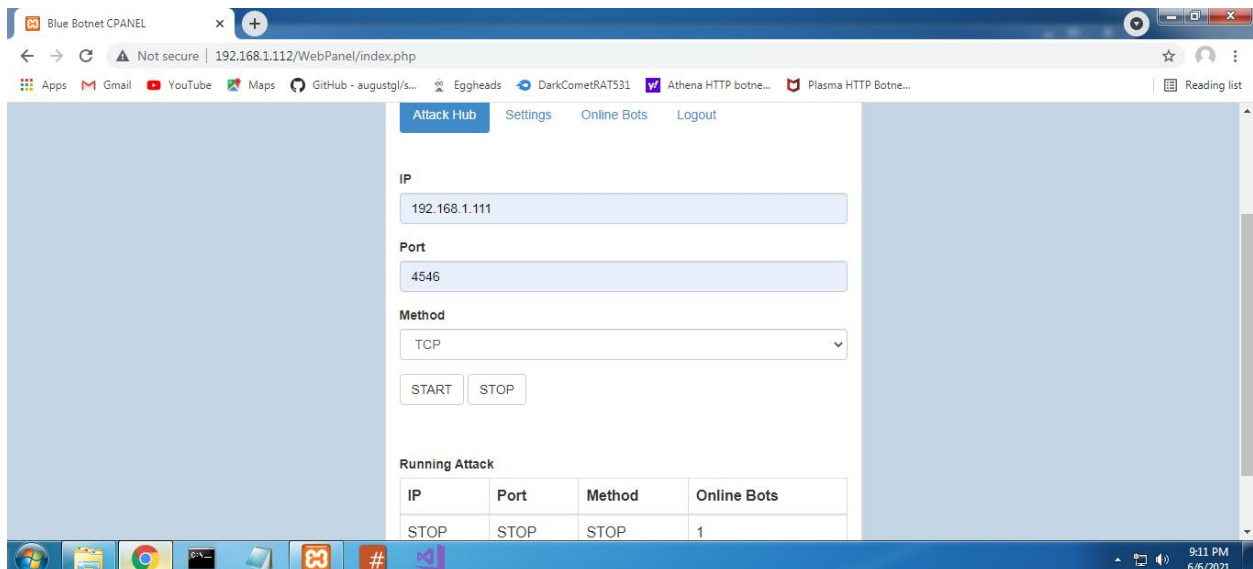 Blue Botnet CPANEL
Not secure | 192.168.1.112/WebPanel/index.php
Apps Gmail YouTube Maps GitHub - augustgl/s... Eggheads DarkCometRAT531 Athena HTTP botne... Plasma HTTP Botne... Reading list
Attack Hub Settings Online Bots Logout
IP
192.168.1.111
Port
4546
Method
TCP
START STOP
Running Attack
IP Port Method Online Bots
STOP STOP STOP 1
9:11 PM
6/6/2021